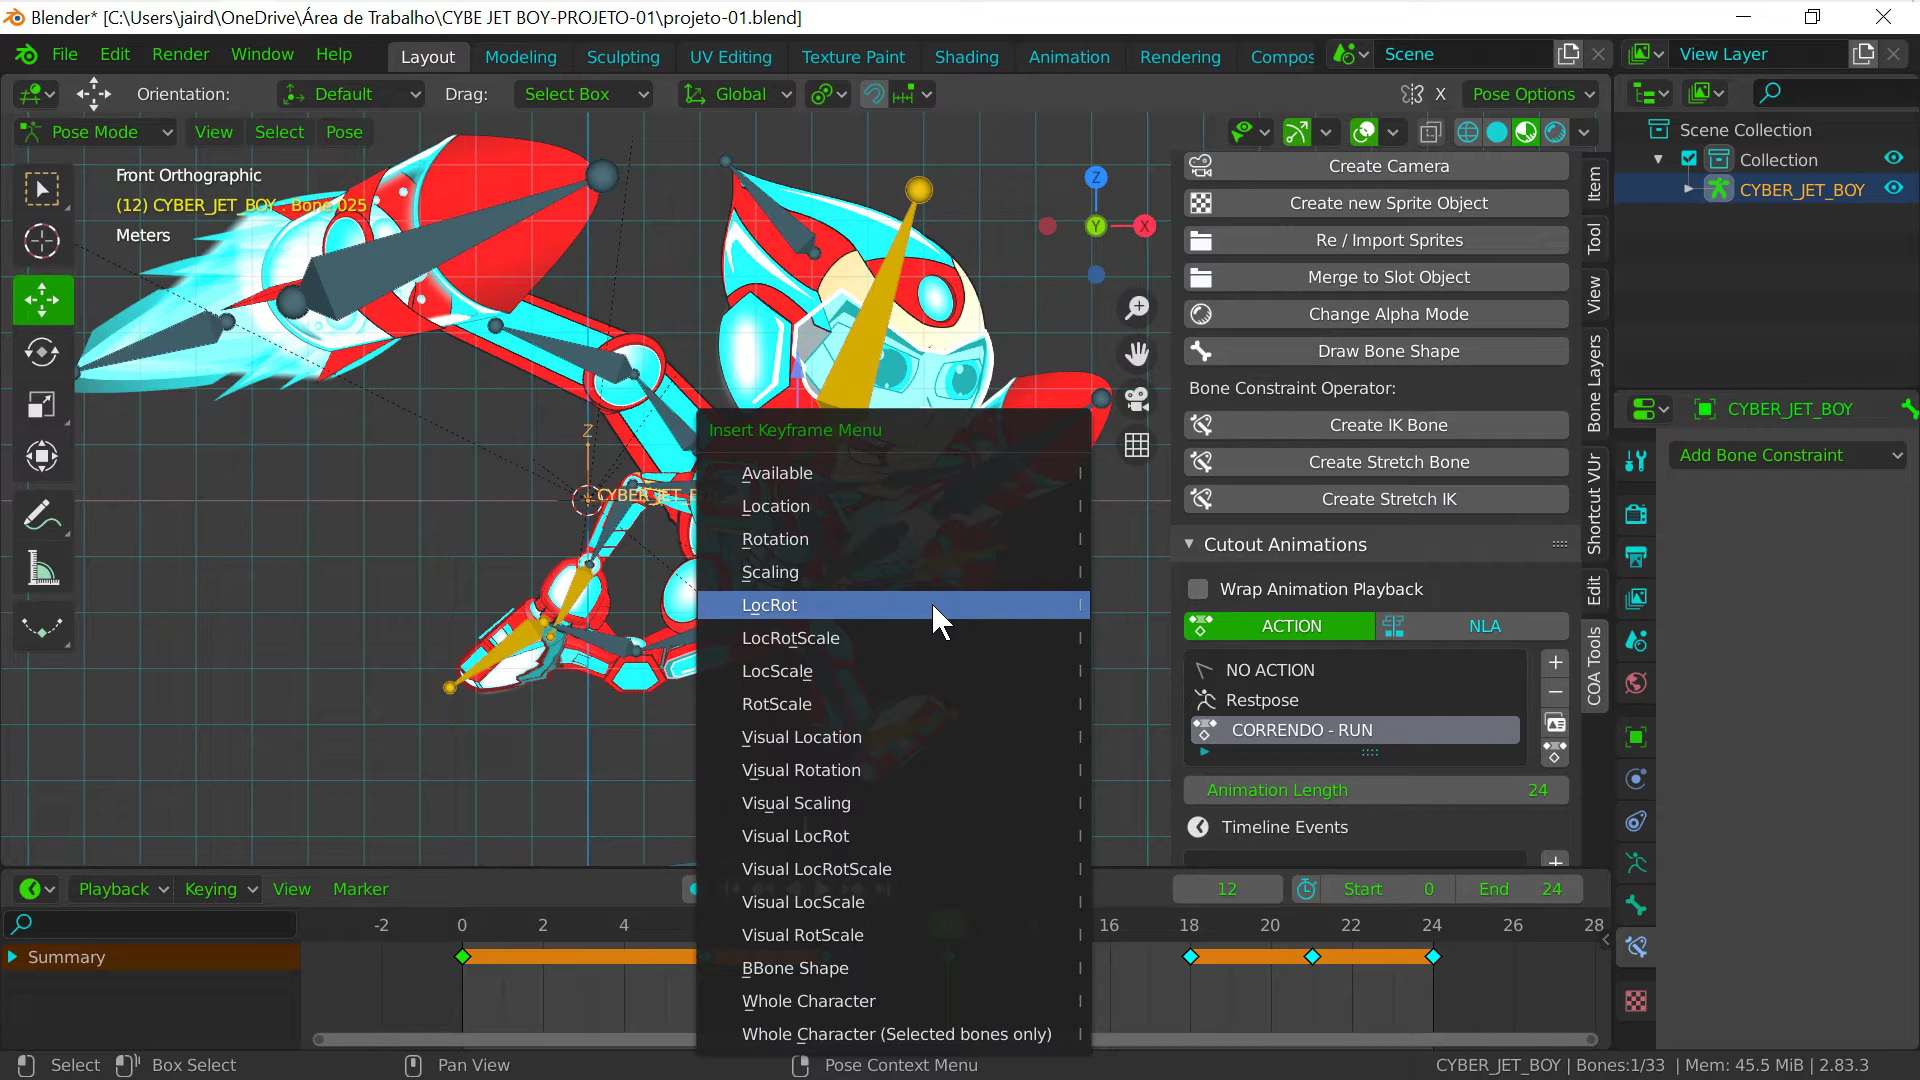 Blender* [C:\Users\jaird\OneDrive\Área de Trabalho\CYBE JET BOY-PROJETO-01\projeto-01.blend]
File Edit Render Window Help Layout Modeling Sculpting UV Editing Texture Paint Shading Animation Rendering Compos Scene View Layer
Orientation: Default Drag: Select Box Global X Pose Options
Pose Mode View Select Pose
Front Orthographic
(12) CYBER_JET_BOY : Bone.025
Meters
Z
Y
X
Z
CYBER_JET_
Insert Keyframe Menu
Available I
Location I
Rotation I
Scaling I
LocRot I
LocRotScale I
LocScale I
RotScale I
Visual Location I
Visual Rotation I
Visual Scaling I
Visual LocRot I
Visual LocRotScale I
Visual LocScale I
Visual RotScale I
BBone Shape I
Whole Character I
Whole Character (Selected bones only) I
Create Camera
Create new Sprite Object
Re / Import Sprites
Merge to Slot Object
Change Alpha Mode
Draw Bone Shape
Bone Constraint Operator:
Create IK Bone
Create Stretch Bone
Create Stretch IK
Cutout Animations
Wrap Animation Playback
ACTION NLA
NO ACTION
Restpose
CORRENDO - RUN
Animation Length 24
Timeline Events
Item
Tool
View
Bone Layers
Shortcut VUr
Edit
COA Tools
Scene Collection
Collection
CYBER_JET_BOY
CYBER_JET_BOY
Add Bone Constraint
Playback Keying View Marker 12 Start 0 End 24
-2 0 2 4 16 18 20 22 24 26 28
Summary
Select Box Select Pan View Pose Context Menu CYBER_JET_BOY | Bones:1/33 | Mem: 45.5 MiB | 2.83.3